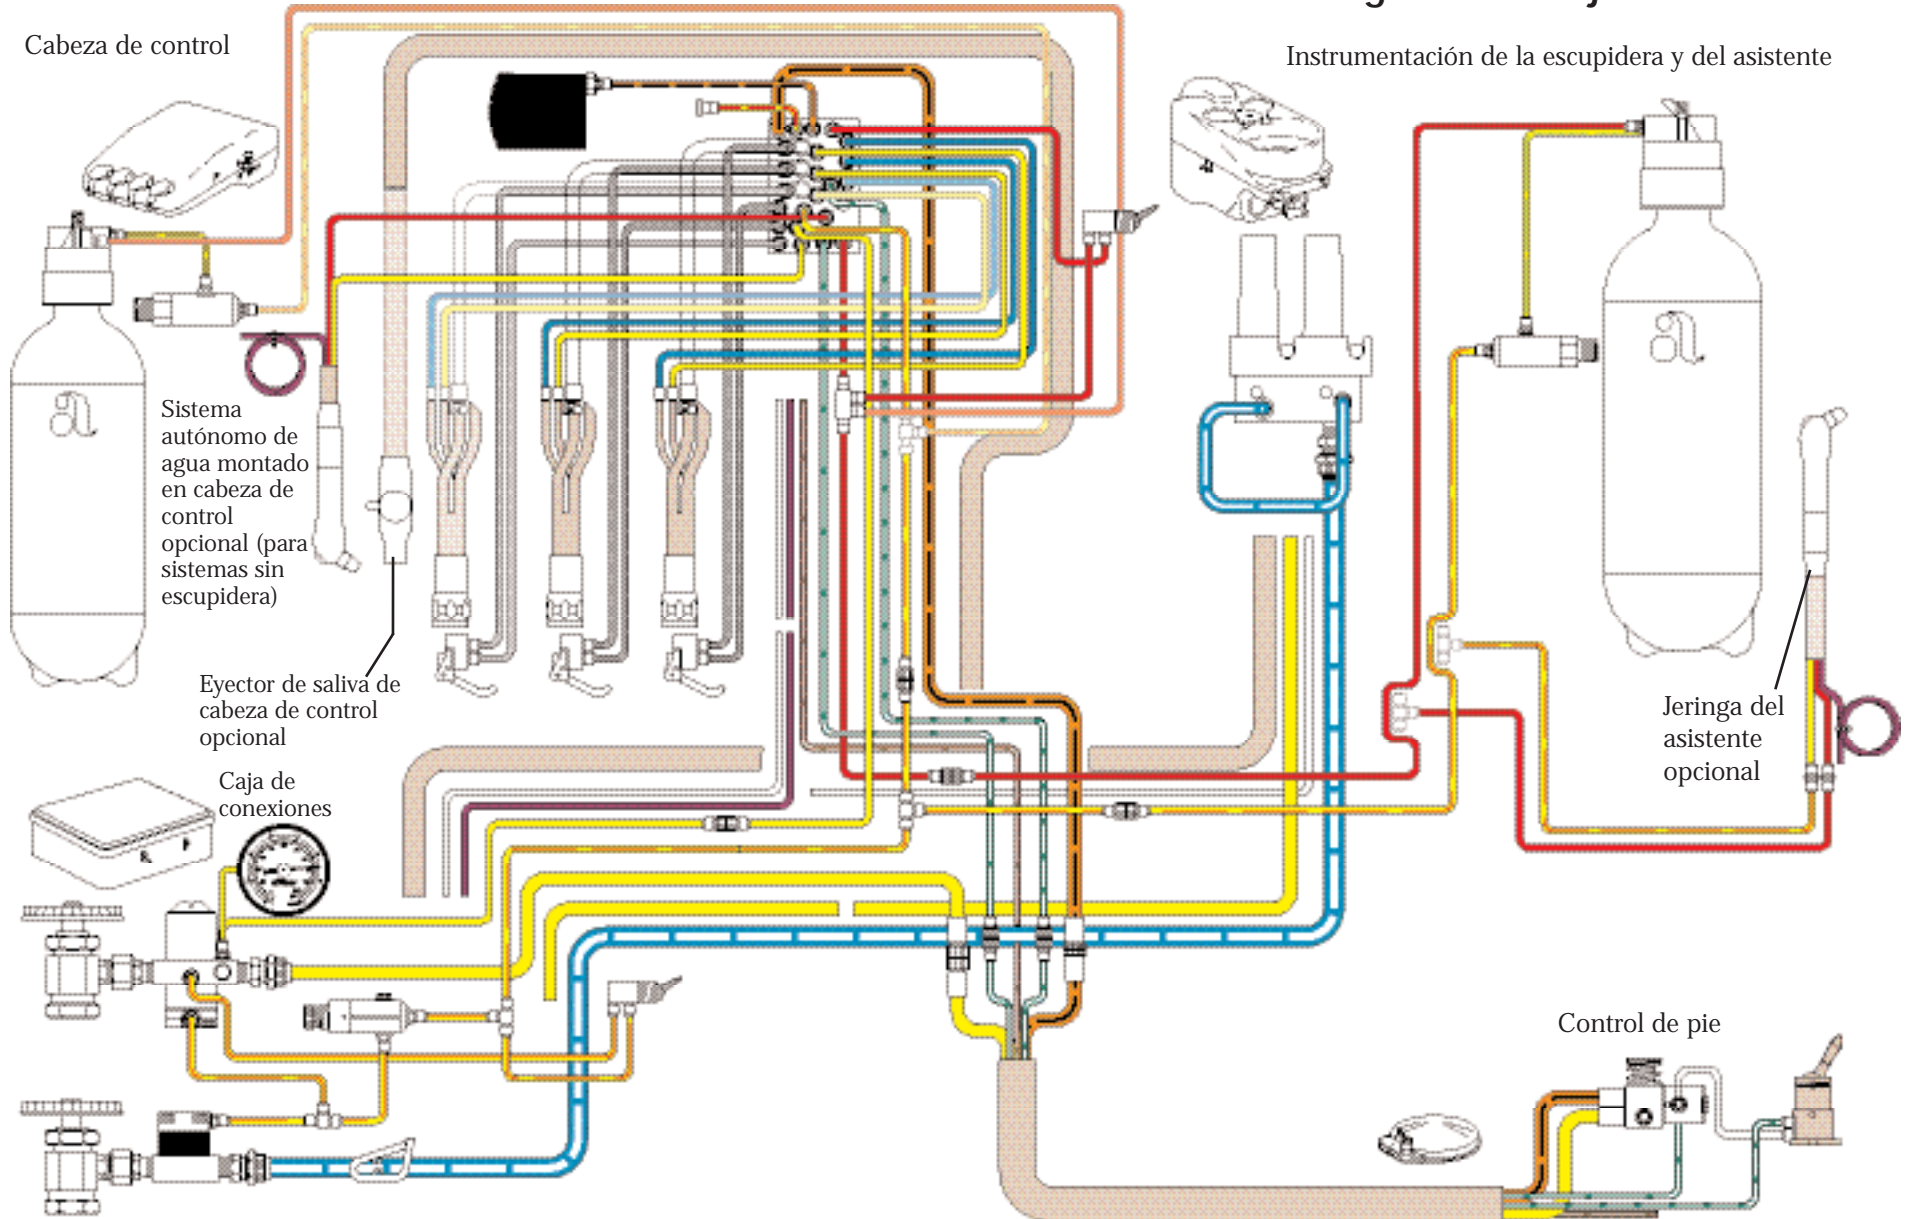 Cabeza de control
Instrumentación de la escupidera y del asistente
Sistema
autónomo de
agua montado
en cabeza de
control
opcional (para
sistemas sin
escupidera)
Eyector de saliva de
cabeza de control
opcional
Jeringa del
asistente
opcional
Caja de
conexiones
Control de pie
a
a